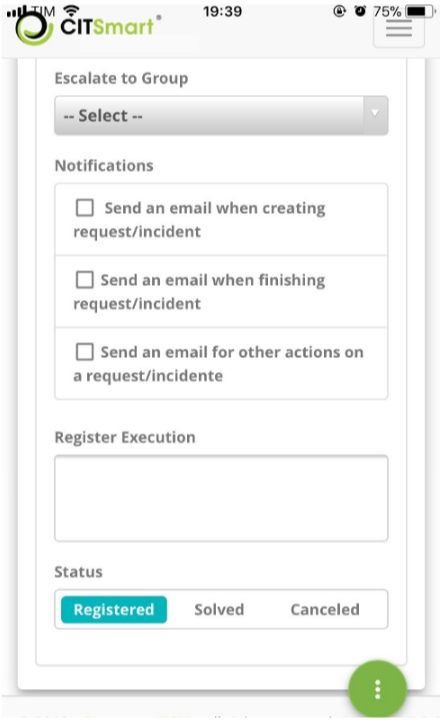 TIM 19:39 75%
CITSmart
Escalate to Group
-- Select --
Notifications
Send an email when creating
request/incident
Send an email when finishing
request/incident
Send an email for other actions on
a request/incidente
Register Execution
Status
Registered Solved Canceled